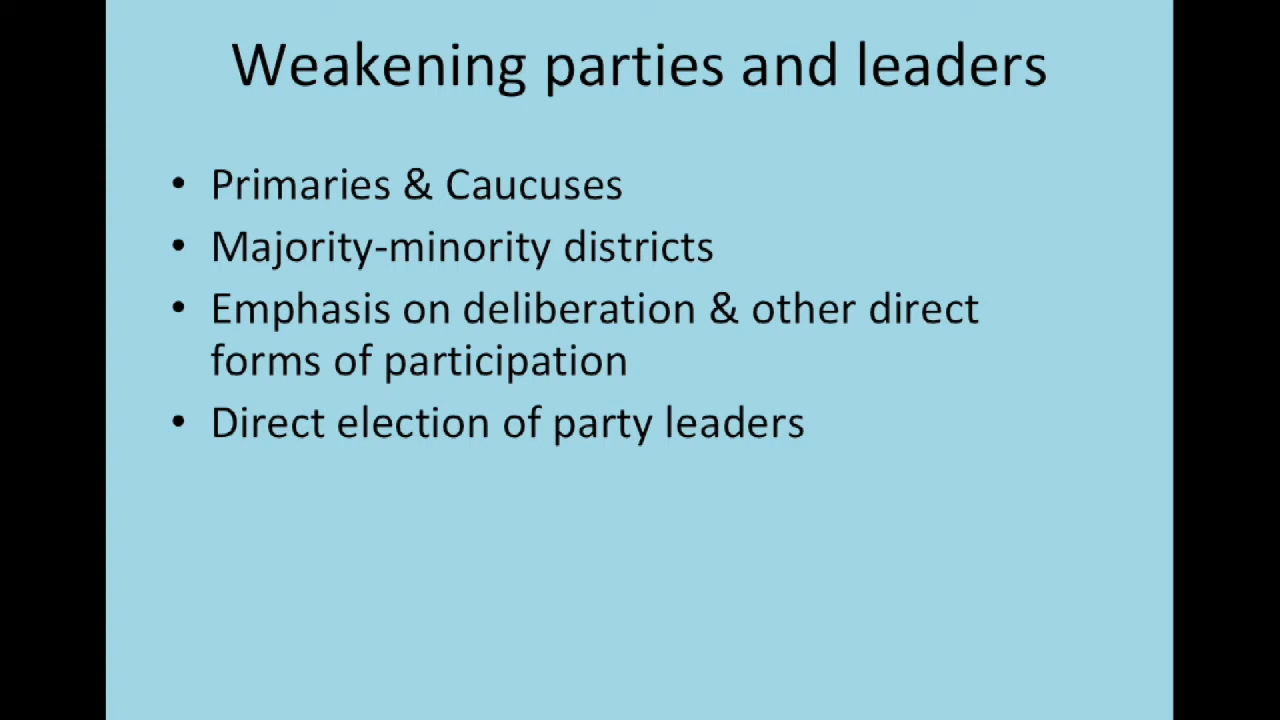 Weakening parties and leaders
• Primaries & Caucuses
• Majority-minority districts
• Emphasis on deliberation & other direct
forms of participation
• Direct election of party leaders